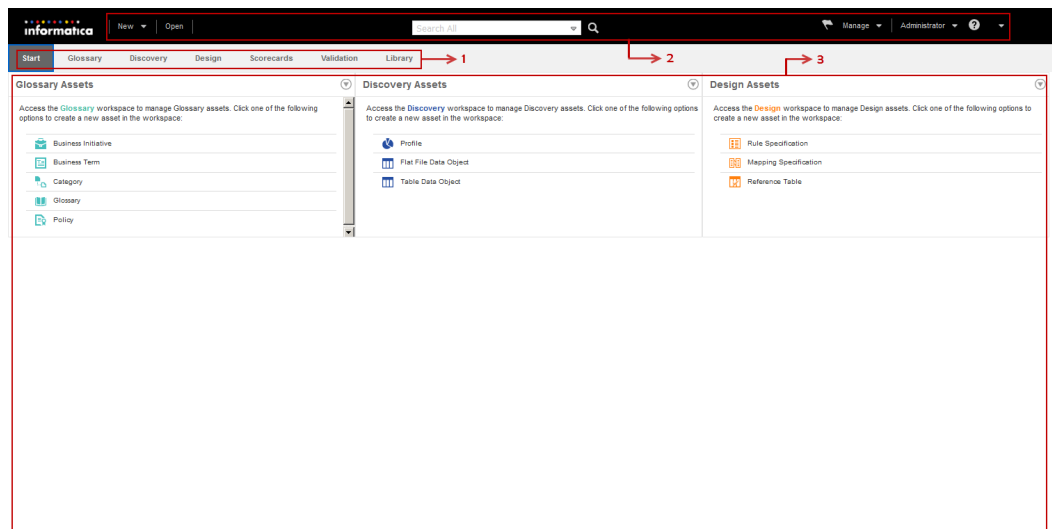 informatica
New
Open
Search All
Manage
Administrator
?
Start
Glossary
Discovery
Design
Scorecards
Validation
Library
1
2
3
Glossary Assets
Access the Glossary workspace to manage Glossary assets. Click one of the following
options to create a new asset in the workspace:
Business Initiative
Business Term
Category
Glossary
Policy
Discovery Assets
Access the Discovery workspace to manage Discovery assets. Click one of the following options
to create a new asset in the workspace:
Profile
Flat File Data Object
Table Data Object
Design Assets
Access the Design workspace to manage Design assets. Click one of the following options to
create a new asset in the workspace:
Rule Specification
Mapping Specification
Reference Table